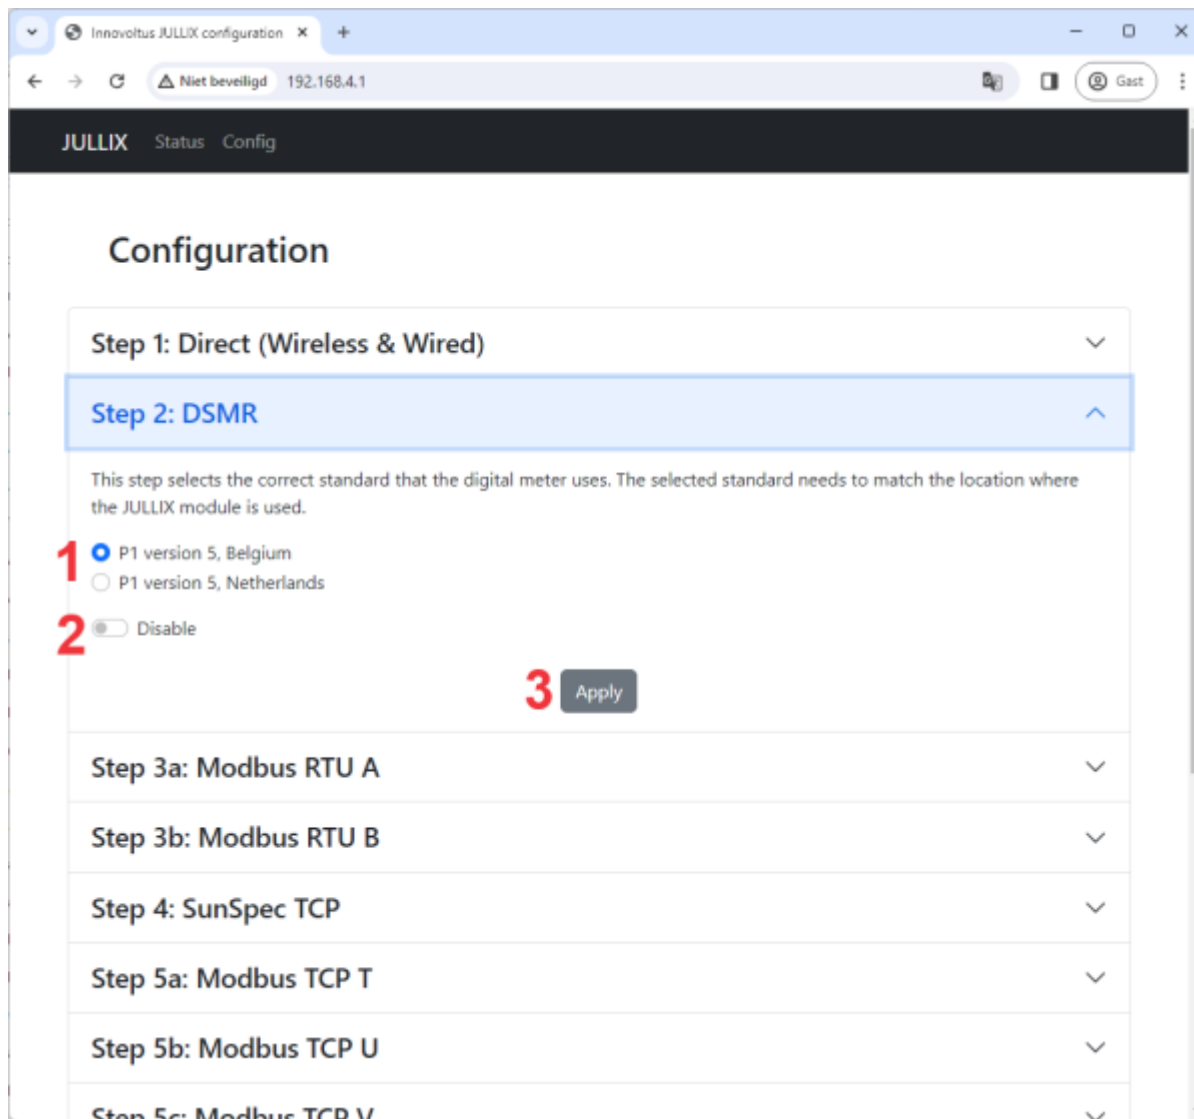 Innovoltus JULLIX configuration
Niet beveiligd 192.168.4.1
Gast
JULLIX Status Config
Configuration
Step 1: Direct (Wireless & Wired)
Step 2: DSMR
This step selects the correct standard that the digital meter uses. The selected standard needs to match the location where
the JULLIX module is used.
1
P1 version 5, Belgium
P1 version 5, Netherlands
2 Disable
3 Apply
Step 3a: Modbus RTU A
Step 3b: Modbus RTU B
Step 4: SunSpec TCP
Step 5a: Modbus TCP T
Step 5b: Modbus TCP U
Step 5c: Modbus TCP V